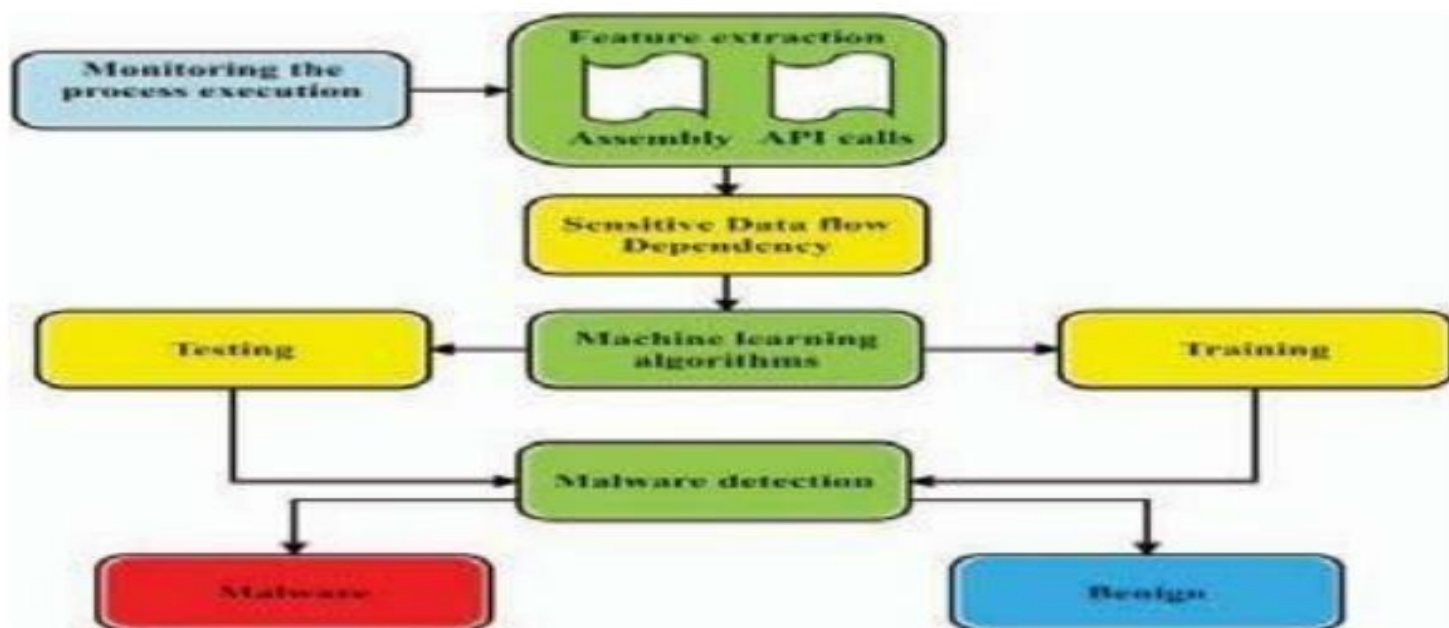 Feature extraction
Monitoring the
process execution
Assembly API calls
Sensitive Data flow
Dependency
Testing
Machine learning
algorithms
Training
Malware detection
Malware
Benign